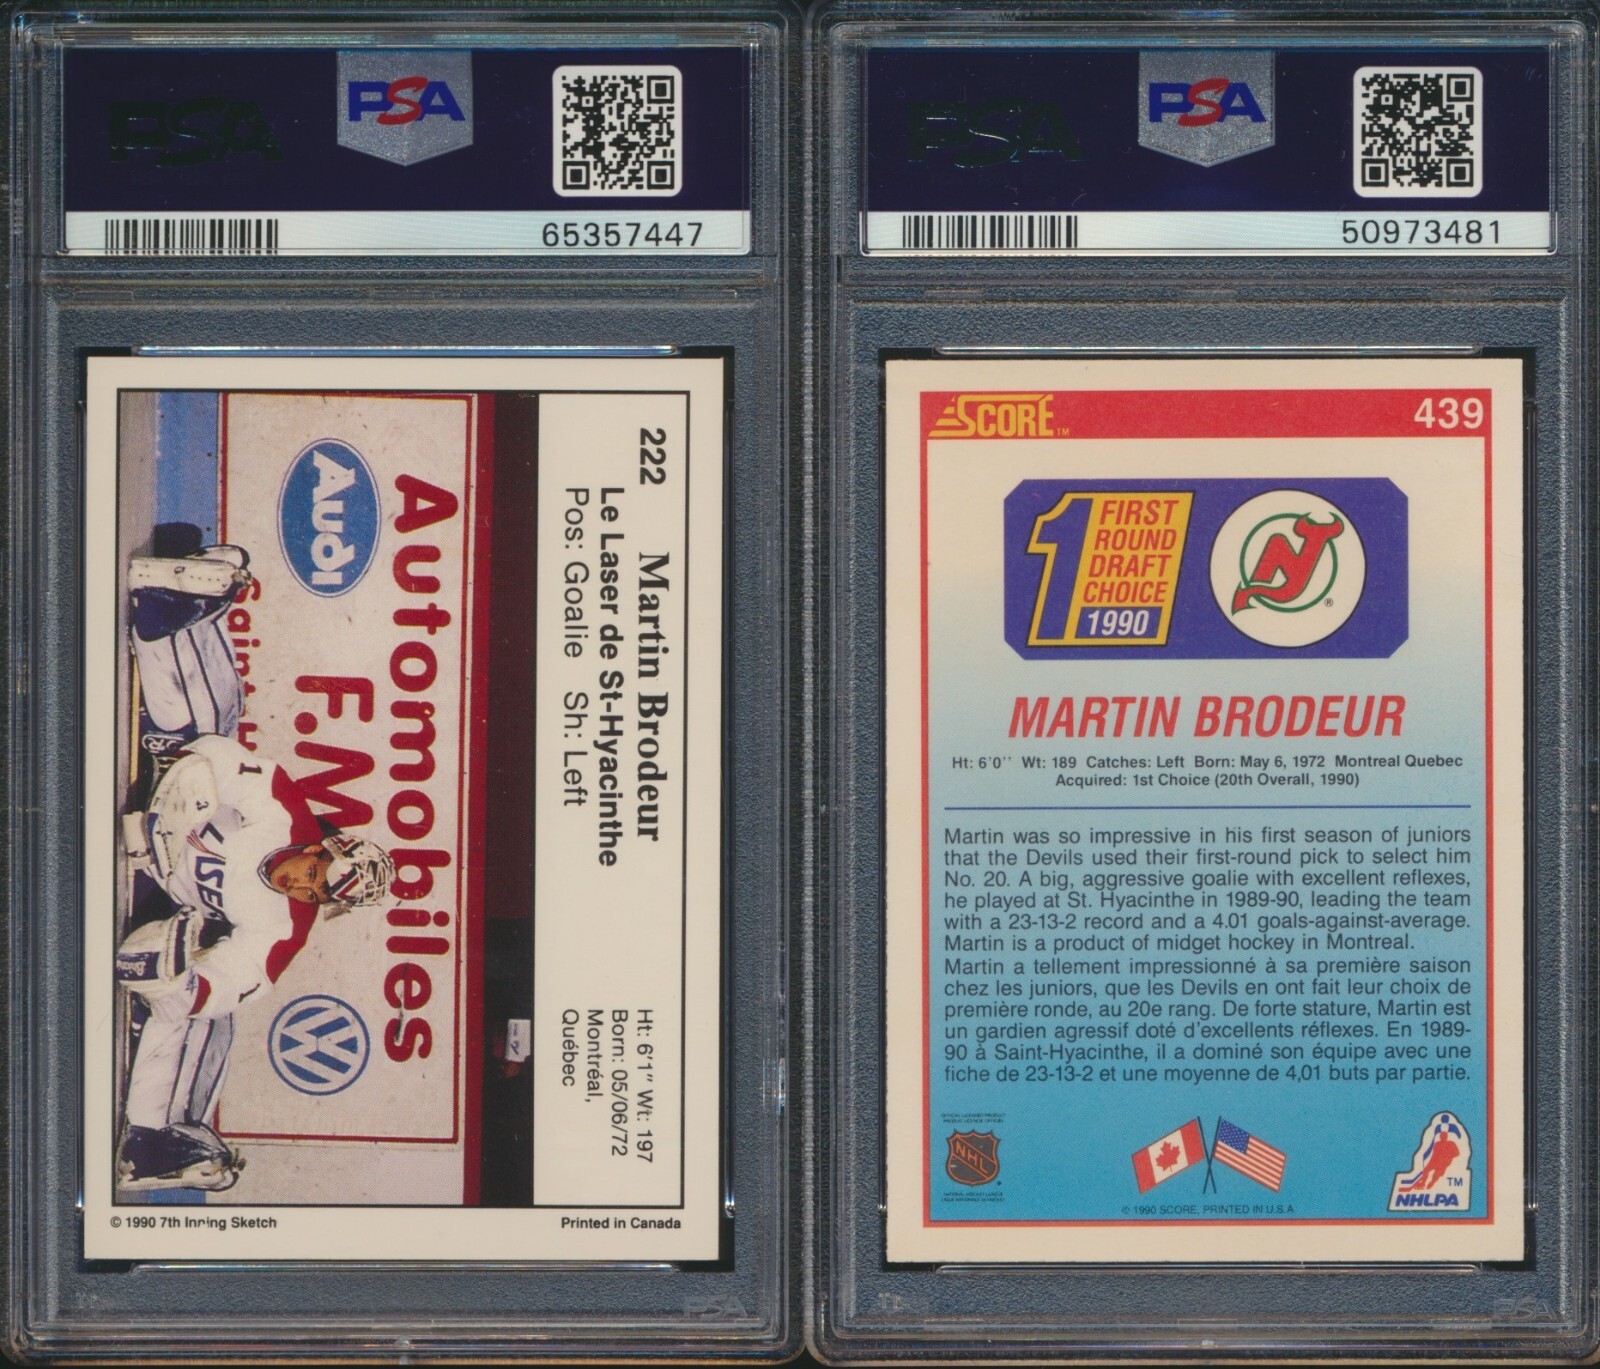 PSA
PSA
65357447
222
Martin Brodeur
Le Laser de St-Hyacinthe
Pos: Goalie Sh: Left
Ht: 6'1" Wt: 197
Born: 05/06/72
Montréal,
Québec
Automobiles
F.M
Audi
Saint-H
LASER
1
3
1
© 1990 7th Inning Sketch
Printed in Canada
PSA
PSA
PSA
50973481
SCORE TM
439
1 FIRST
ROUND
DRAFT
CHOICE
1990
NJ ®
MARTIN BRODEUR
Ht: 6'0'' Wt: 189 Catches: Left Born: May 6, 1972 Montreal Quebec
Acquired: 1st Choice (20th Overall, 1990)
Martin was so impressive in his first season of juniors
that the Devils used their first-round pick to select him
No. 20. A big, aggressive goalie with excellent reflexes,
he played at St. Hyacinthe in 1989-90, leading the team
with a 23-13-2 record and a 4.01 goals-against-average.
Martin is a product of midget hockey in Montreal.
Martin a tellement impressionné à sa première saison
chez les juniors, que les Devils en ont fait leur choix de
première ronde, au 20e rang. De forte stature, Martin est
un gardien agressif doté d'excellents réflexes. En 1989-
90 à Saint-Hyacinthe, il a dominé son équipe avec une
fiche de 23-13-2 et une moyenne de 4,01 buts par partie.
NHL
TM
NHLPA
© 1990 SCORE, PRINTED IN U.S.A.
PSA